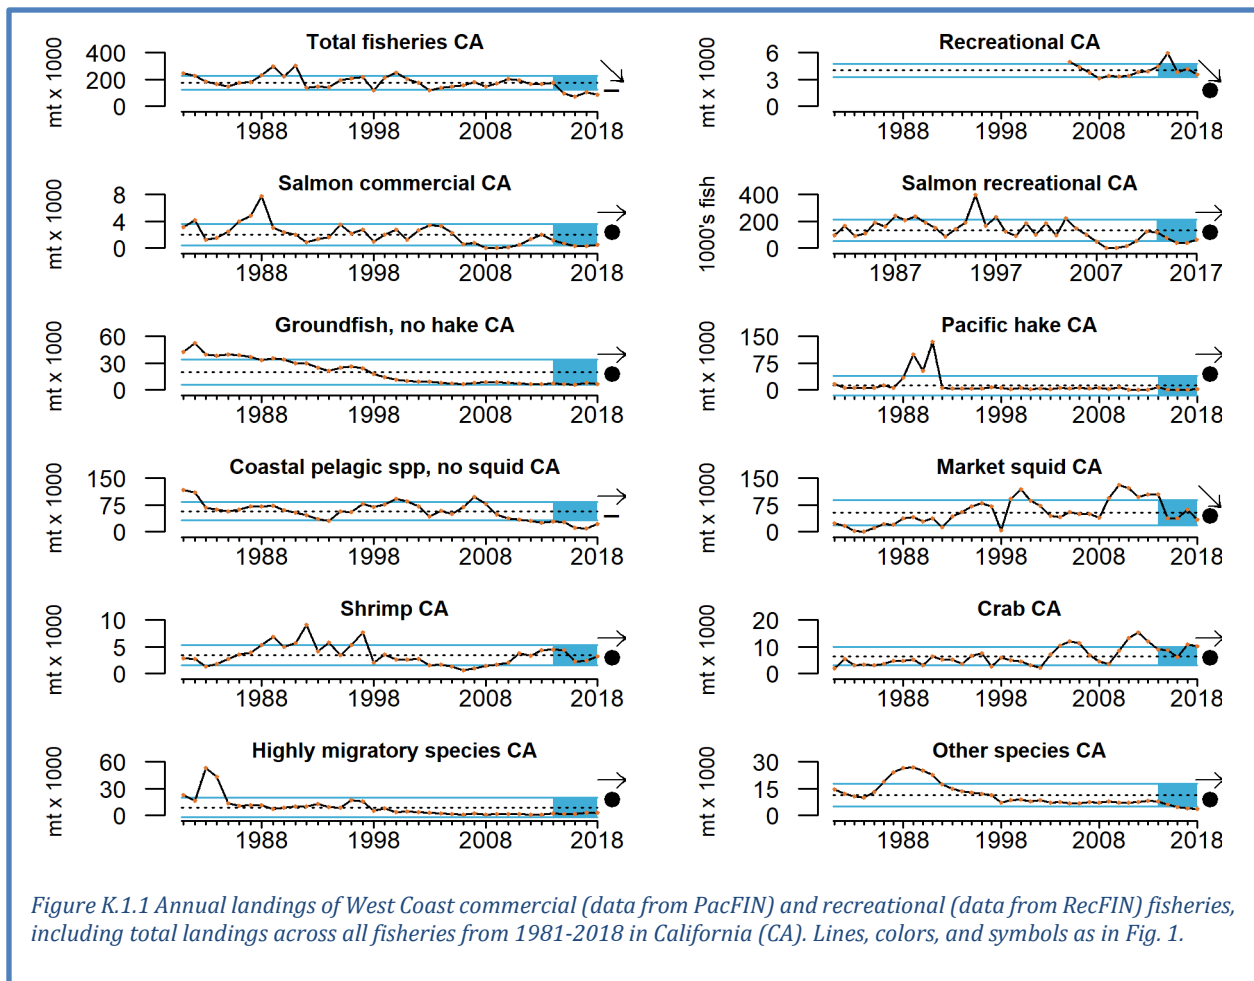 Total fisheries CA
mt x 1000
400
200
0
1988 1998 2008 2018
Recreational CA
mt x 1000
6
3
0
1988 1998 2008 2018
Salmon commercial CA
mt x 1000
8
4
0
1988 1998 2008 2018
Salmon recreational CA
1000's fish
400
200
0
1987 1997 2007 2017
Groundfish, no hake CA
mt x 1000
60
30
0
1988 1998 2008 2018
Pacific hake CA
mt x 1000
150
75
0
1988 1998 2008 2018
Coastal pelagic spp, no squid CA
mt x 1000
150
75
0
1988 1998 2008 2018
Market squid CA
mt x 1000
150
75
0
1988 1998 2008 2018
Shrimp CA
mt x 1000
10
5
0
1988 1998 2008 2018
Crab CA
mt x 1000
20
10
0
1988 1998 2008 2018
Highly migratory species CA
mt x 1000
60
30
0
1988 1998 2008 2018
Other species CA
mt x 1000
30
15
0
1988 1998 2008 2018
Figure K.1.1 Annual landings of West Coast commercial (data from PacFIN) and recreational (data from RecFIN) fisheries,
including total landings across all fisheries from 1981-2018 in California (CA). Lines, colors, and symbols as in Fig. 1.